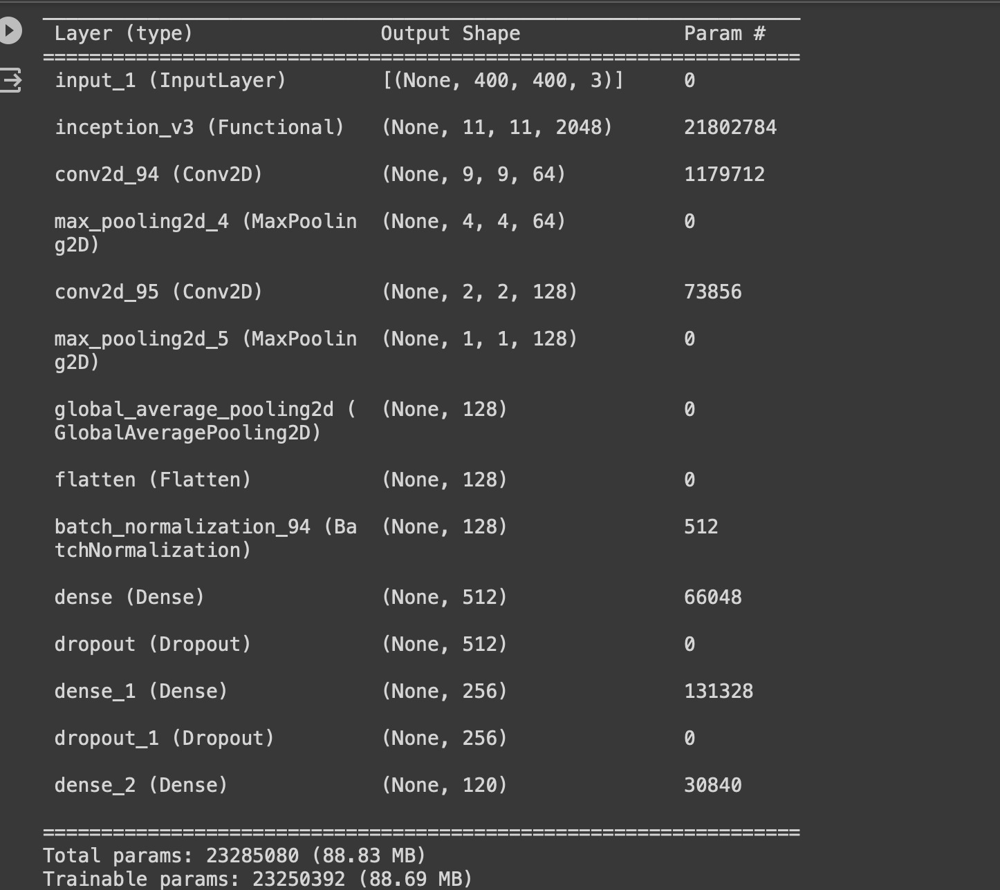 Layer (type) Output Shape Param #
=================================================================
input_1 (InputLayer) [(None, 400, 400, 3)] 0
inception_v3 (Functional) (None, 11, 11, 2048) 21802784
conv2d_94 (Conv2D) (None, 9, 9, 64) 1179712
max_pooling2d_4 (MaxPoolin (None, 4, 4, 64) 0
g2D)
conv2d_95 (Conv2D) (None, 2, 2, 128) 73856
max_pooling2d_5 (MaxPoolin (None, 1, 1, 128) 0
g2D)
global_average_pooling2d ( (None, 128) 0
GlobalAveragePooling2D)
flatten (Flatten) (None, 128) 0
batch_normalization_94 (Ba (None, 128) 512
tchNormalization)
dense (Dense) (None, 512) 66048
dropout (Dropout) (None, 512) 0
dense_1 (Dense) (None, 256) 131328
dropout_1 (Dropout) (None, 256) 0
dense_2 (Dense) (None, 120) 30840
=================================================================
Total params: 23285080 (88.83 MB)
Trainable params: 23250392 (88.69 MB)